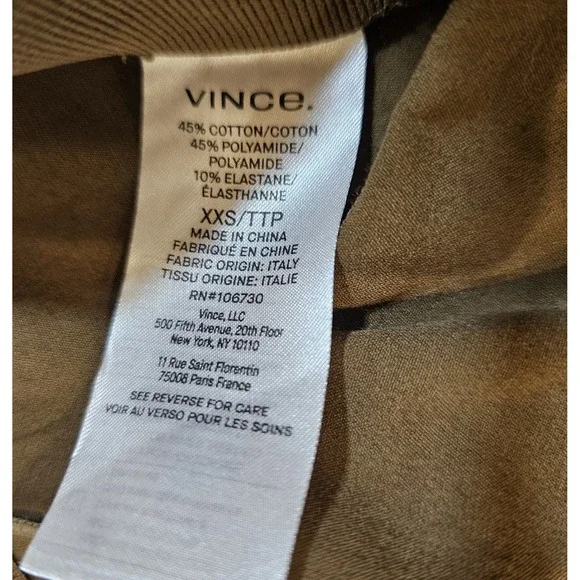 VINCe.
45% COTTON/COTON
45% POLYAMIDE/
POLYAMIDE
10% ELASTANE/
ÉLASTHANNE
XXS/TTP
MADE IN CHINA
FABRIQUÉ EN CHINE
FABRIC ORIGIN: ITALY
TISSU ORIGINE: ITALIE
RN#106730
Vince, LLC
500 Fifth Avenue, 20th Floor
New York, NY 10110
11 Rue Saint Florentin
75008 Paris France
SEE REVERSE FOR CARE
VOIR AU VERSO POUR LES SOINS